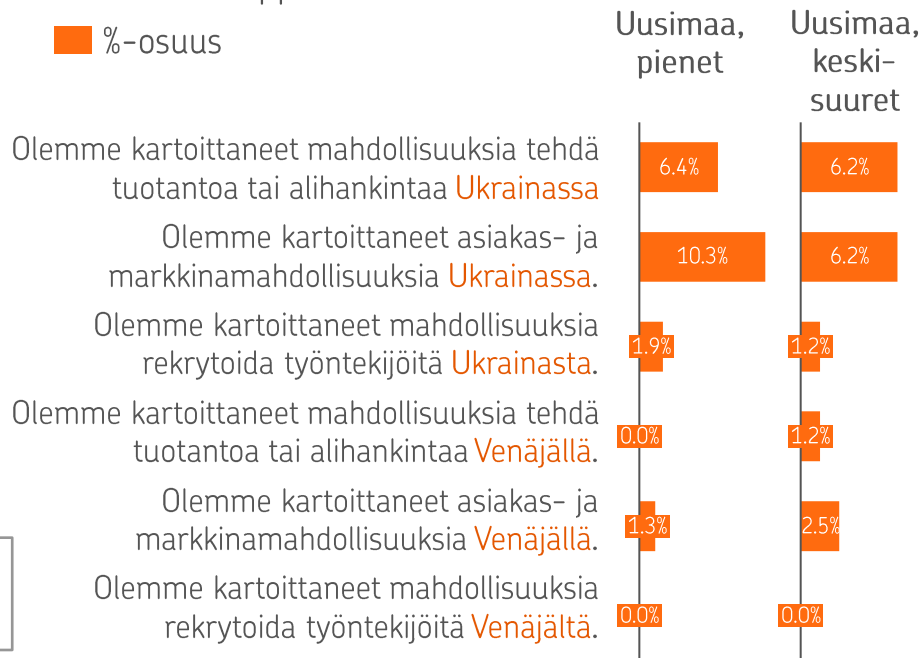 %-osuus
Uusimaa,
pienet
Uusimaa,
keski-
suuret
Olemme kartoittaneet mahdollisuuksia tehdä
tuotantoa tai alihankintaa Ukrainassa
6.4%
6.2%
Olemme kartoittaneet asiakas- ja
markkinamahdollisuuksia Ukrainassa.
10.3%
6.2%
Olemme kartoittaneet mahdollisuuksia
rekrytoida työntekijöitä Ukrainasta.
1.9%
1.2%
Olemme kartoittaneet mahdollisuuksia tehdä
tuotantoa tai alihankintaa Venäjällä.
0.0%
1.2%
Olemme kartoittaneet asiakas- ja
markkinamahdollisuuksia Venäjällä.
1.3%
2.5%
Olemme kartoittaneet mahdollisuuksia
rekrytoida työntekijöitä Venäjältä.
0.0%
0.0%